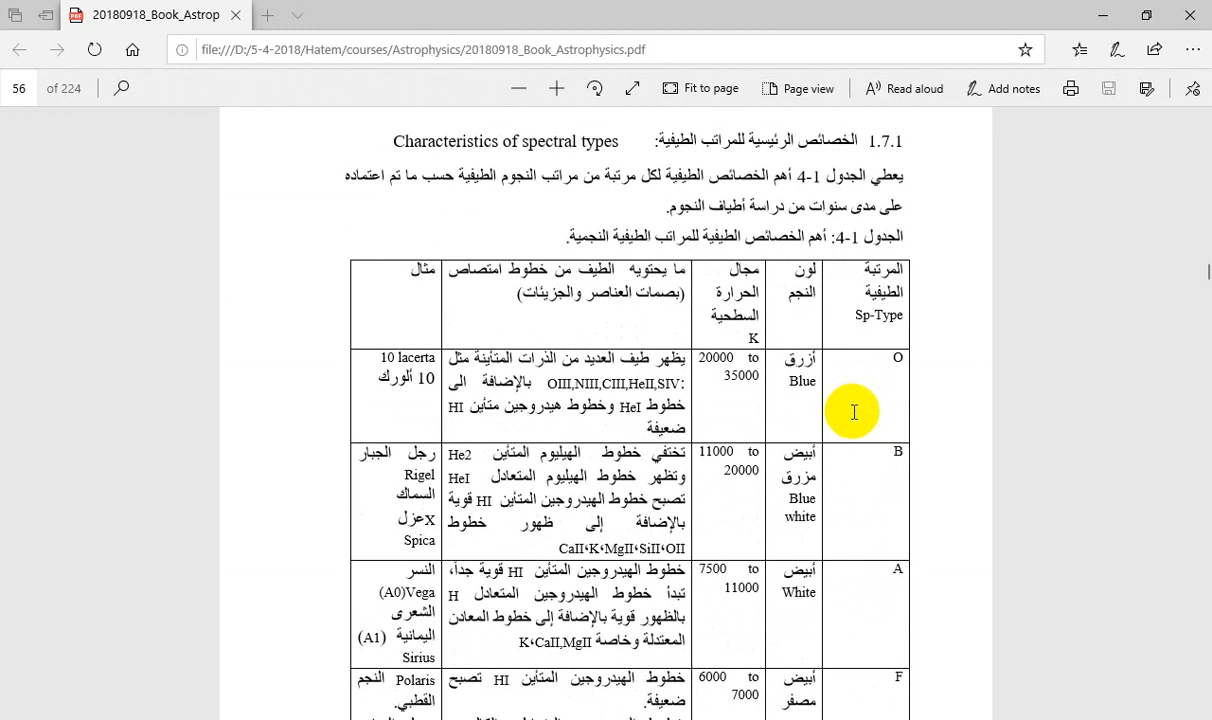 20180918_Book_Astrop
file:///D:/5-4-2018/Hatem/courses/Astrophysics/20180918_Book_Astrophysics.pdf
56 of 224
Fit to page
Page view
Read aloud
Add notes
1.7.1 الخصائص الرئيسية للمراتب الطيفية: Characteristics of spectral types
يعطي الجدول 1-4 أهم الخصائص الطيفية لكل مرتبة من مراتب النجوم الطيفية حسب ما تم اعتماده
على مدى سنوات من دراسة أطياف النجوم.
الجدول 1-4: أهم الخصائص الطيفية للمراتب الطيفية النجمية.
المرتبة
الطيفية
Sp-Type
لون
النجم
مجال
الحرارة
السطحية
K
ما يحتويه الطيف من خطوط امتصاص
(بصمات العناصر والجزيئات)
مثال
O
أزرق
Blue
20000 to
35000
يظهر طيف العديد من الذرات المتأينة مثل
:OIII,NIII,CIII,HeII,SIV بالإضافة الى
خطوط HeI وخطوط هيدروجين متأين HI
ضعيفة
10 lacerta
10 ألورك
B
أبيض
مزرق
Blue
white
11000 to
20000
تختفي خطوط الهيليوم المتأين He2
وتظهر خطوط الهيليوم المتعادل HeI
تصبح خطوط الهيدروجين المتأين HI قوية
بالإضافة إلى ظهور خطوط
CaII،K،MgII،SiII،OII
رجل الجبار
Rigel
السماك
Xعزل
Spica
A
أبيض
White
7500 to
11000
خطوط الهيدروجين المتأين HI قوية جداً،
تبدأ خطوط الهيدروجين المتعادل H
بالظهور قوية بالإضافة إلى خطوط المعادن
المعتدلة وخاصة K،CaII,MgII
النسر
(A0)Vega
الشعرى
اليمانية (A1)
Sirius
F
أبيض
مصفر
6000 to
7000
خطوط الهيدروجين المتأين HI تصبح
ضعيفة.
Polaris النجم
القطبي.